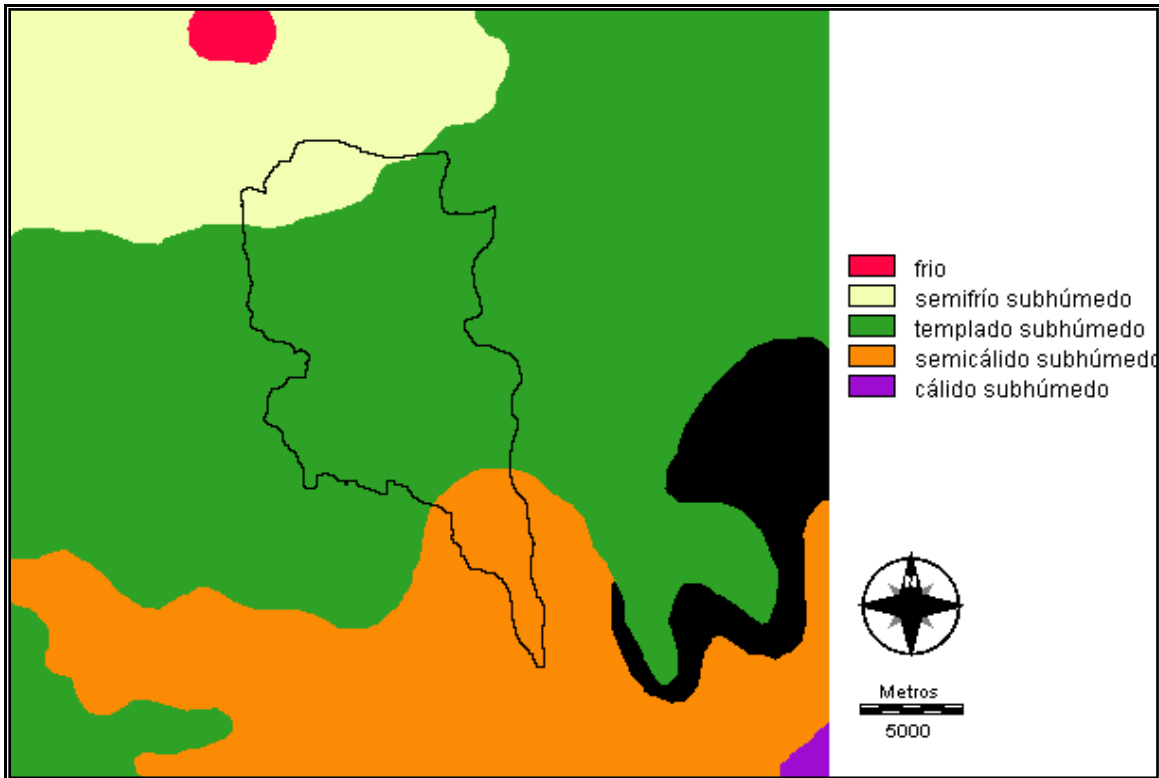 frio
semifrío subhúmedo
templado subhúmedo
semicálido subhúmedo
cálido subhúmedo
N
Metros
5000